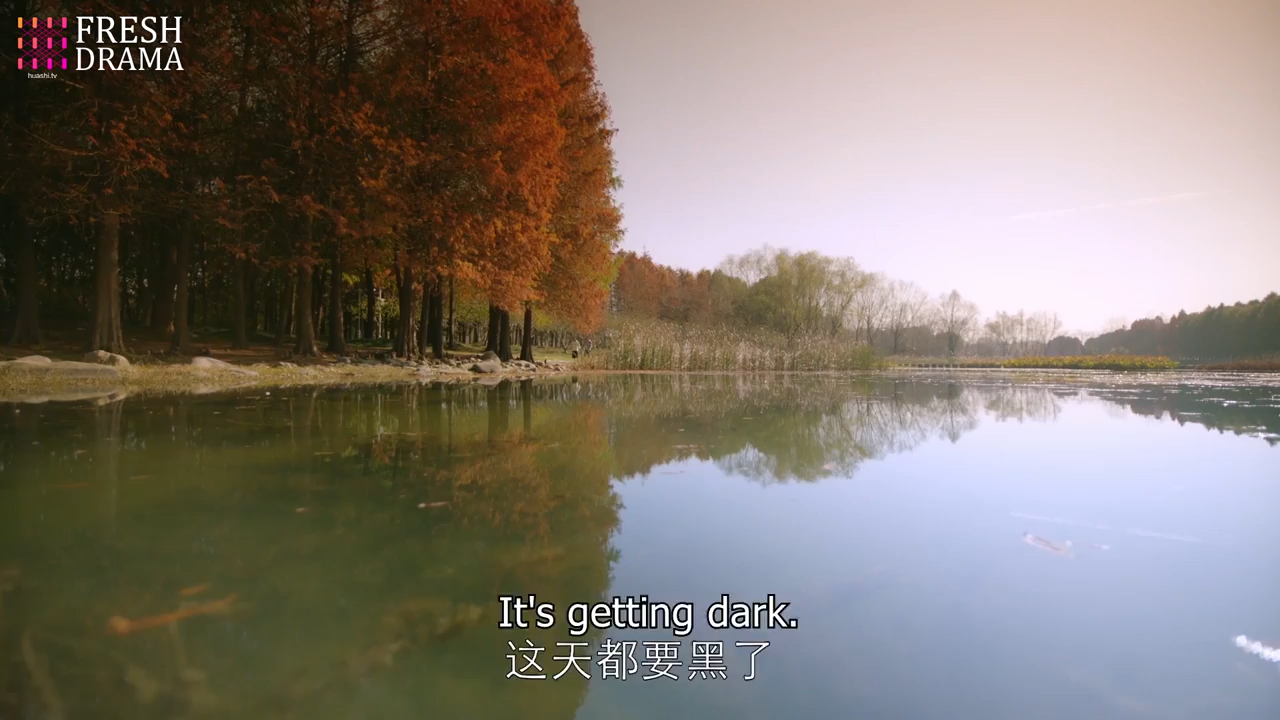 FRESH
DRAMA
huashi.tv
It's getting dark.
这天都要黑了